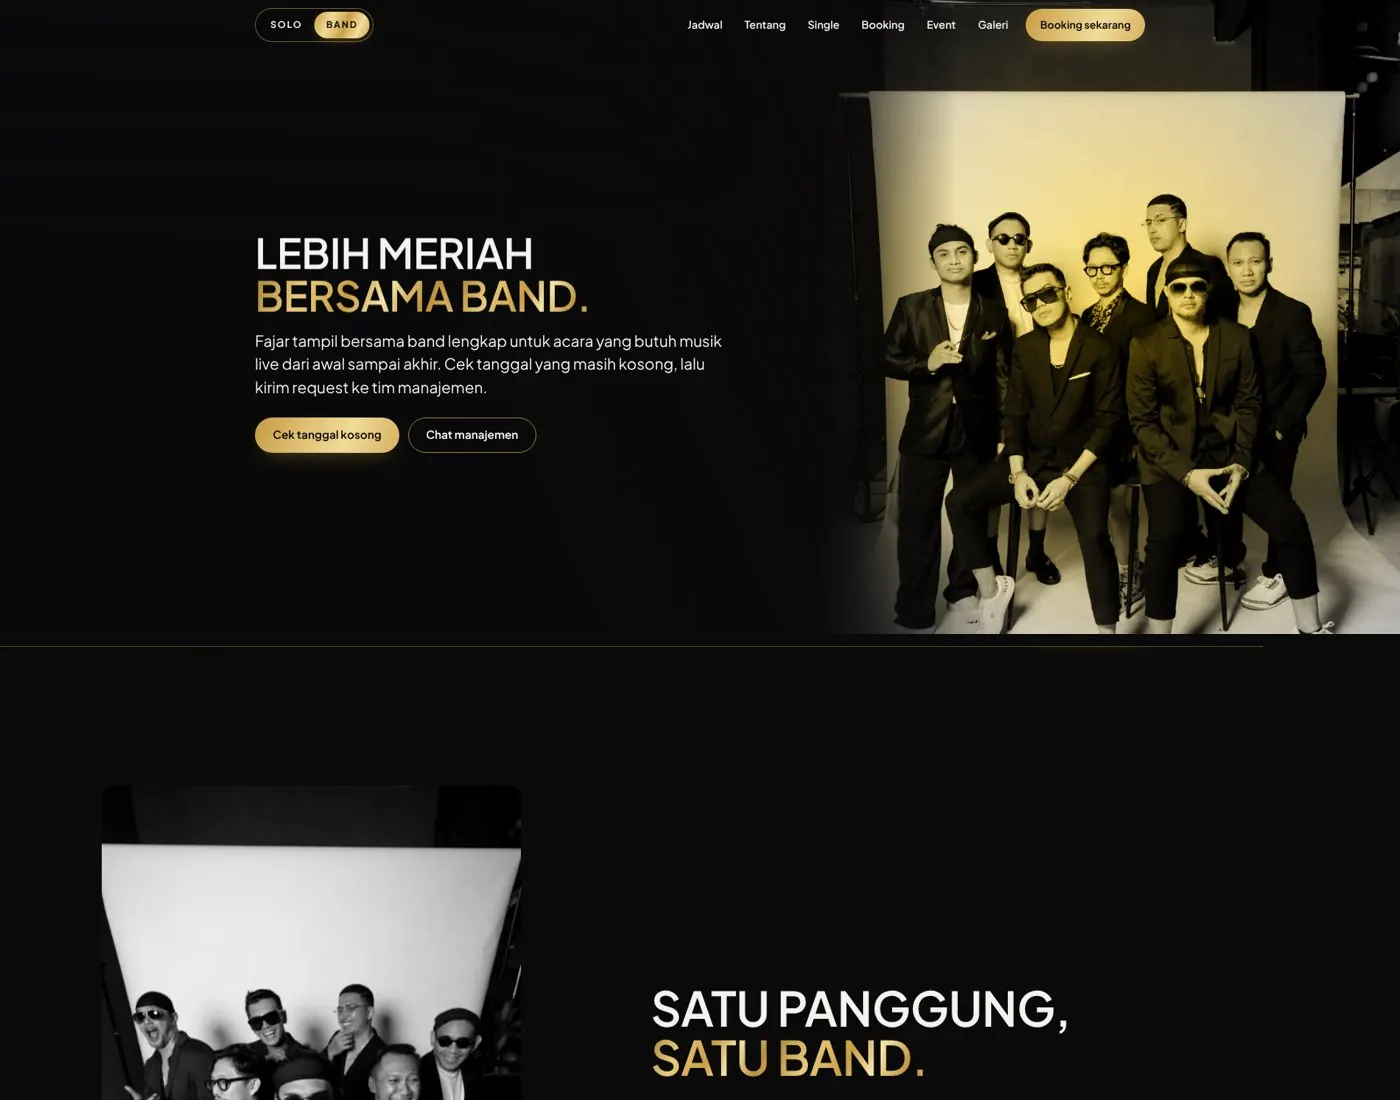 SOLO BAND
Jadwal Tentang Single Booking Event Galeri Booking sekarang
LEBIH MERIAH
BERSAMA BAND.
Fajar tampil bersama band lengkap untuk acara yang butuh musik
live dari awal sampai akhir. Cek tanggal yang masih kosong, lalu
kirim request ke tim manajemen.
Cek tanggal kosong Chat manajemen
SATU PANGGUNG,
SATU BAND.